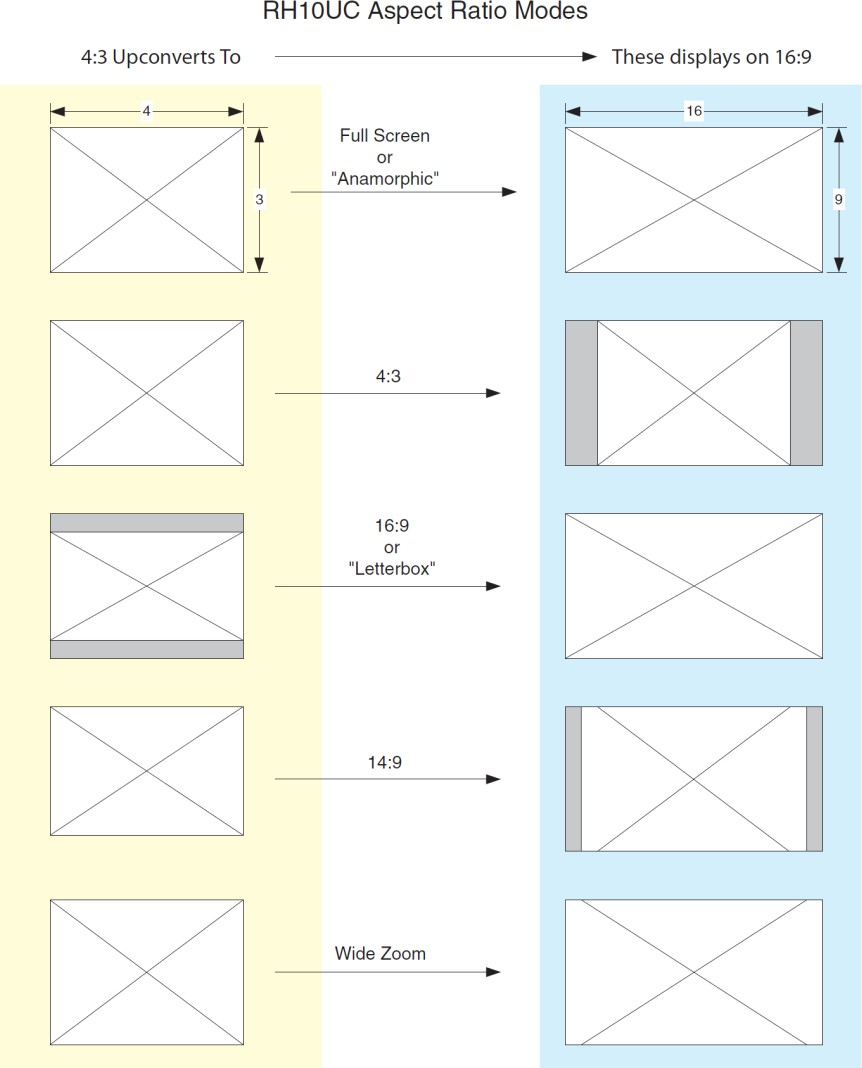 RH10UC Aspect Ratio Modes
4:3 Upconverts To
These displays on 16:9
4
16
Full Screen
or
"Anamorphic"
3
9
4:3
16:9
or
"Letterbox"
14:9
Wide Zoom